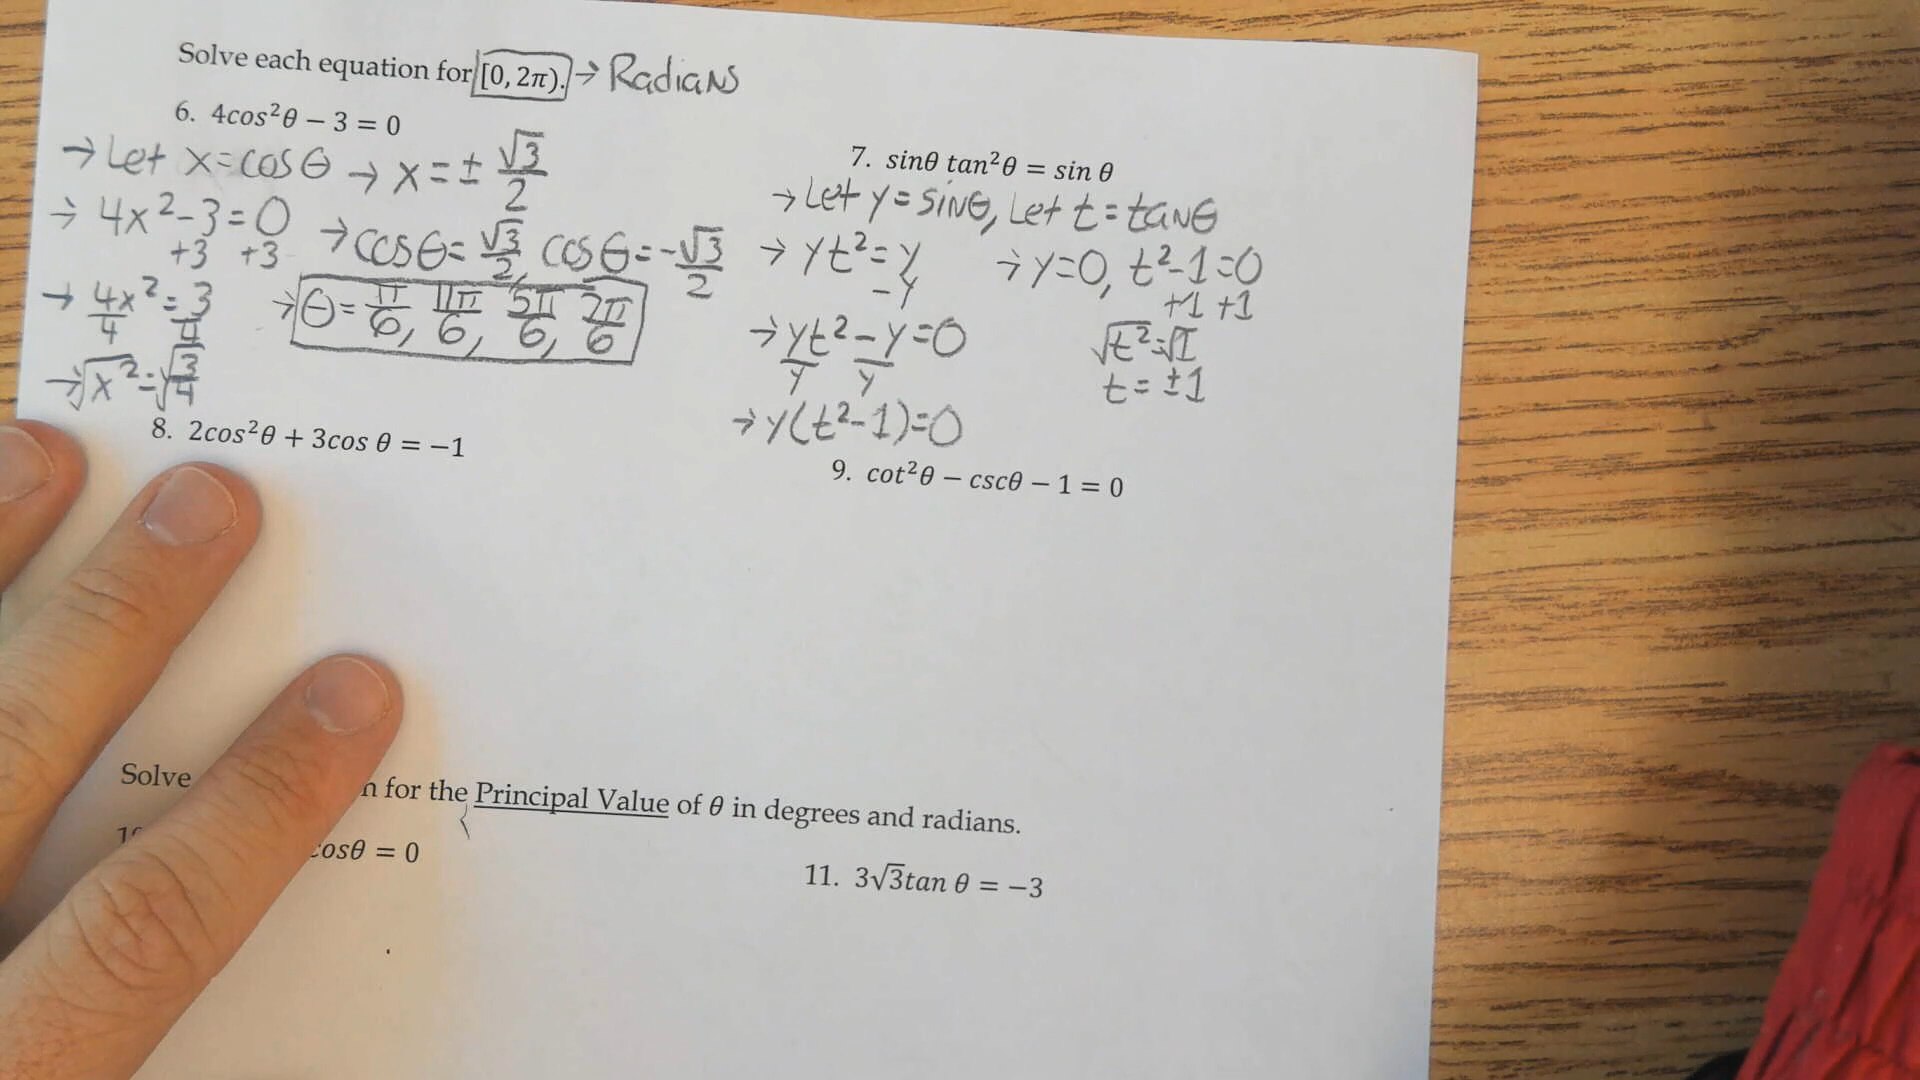 Solve each equation for [0, 2π). → Radians
6. 4cos²θ − 3 = 0
→ Let x = cos θ → x = ± √3/2
→ 4x² - 3 = 0
+3 +3
→ cos θ = √3/2, cos θ = -√3/2
→ 4x²/4 = 3/4
→ θ = π/6, 11π/6, 5π/6, 7π/6
→ √x² = √3/4
7. sinθ tan²θ = sin θ
→ Let y = sinθ, Let t = tanθ
→ yt² = y
-y
→ yt² - y = 0
y y
→ y(t² - 1) = 0
→ y = 0, t² - 1 = 0
+1 +1
√t² = √1
t = ±1
8. 2cos²θ + 3cos θ = −1
9. cot²θ − cscθ − 1 = 0
Solve n for the Principal Value of θ in degrees and radians.
cosθ = 0
11. 3√3tan θ = −3